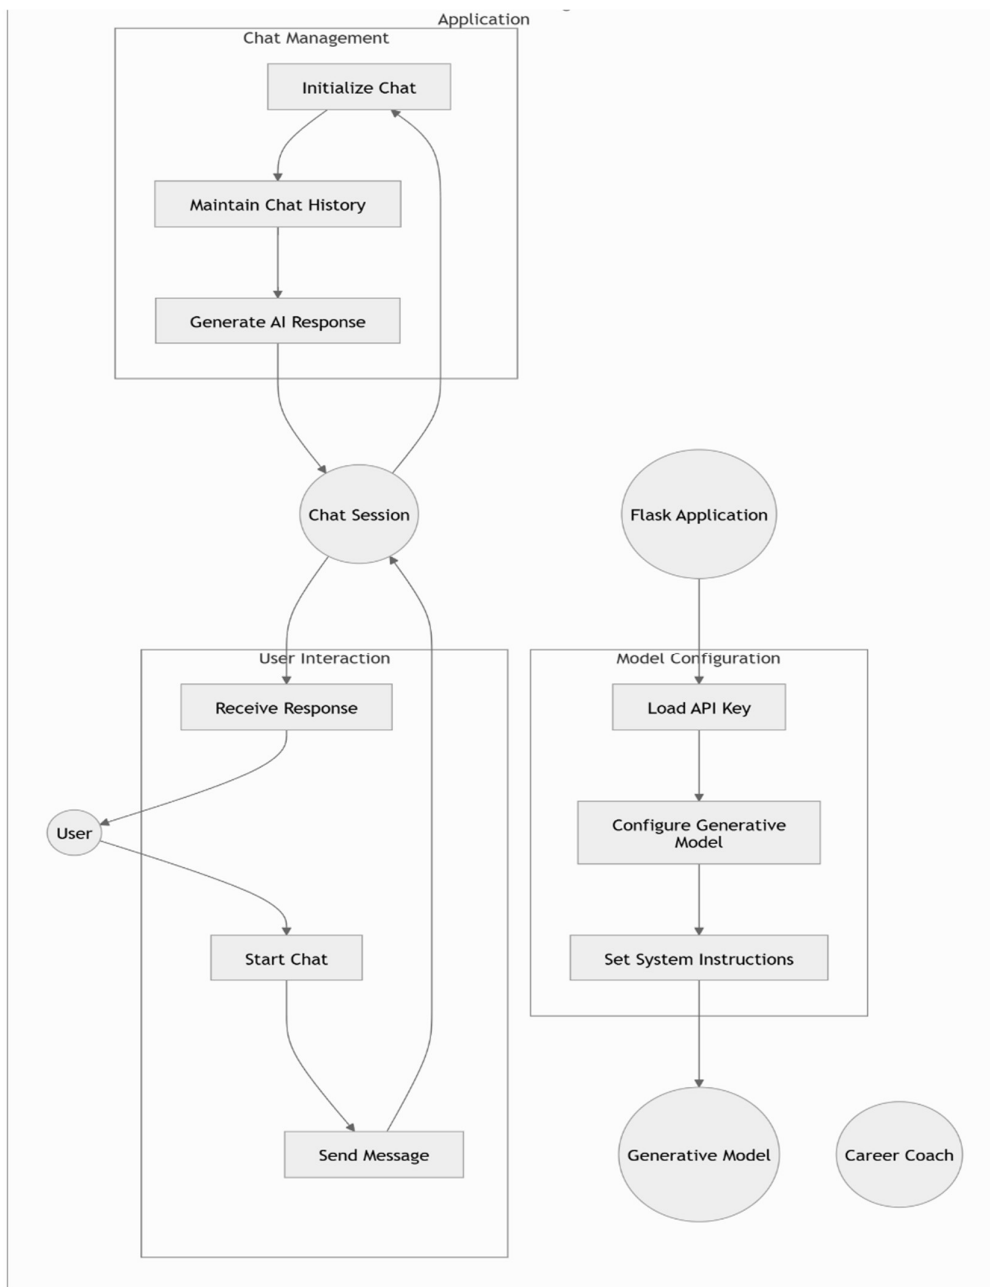 Application
Chat Management
Initialize Chat
Maintain Chat History
Generate AI Response
Chat Session
Flask Application
User Interaction
Model Configuration
Receive Response
Load API Key
User
Configure Generative
Model
Start Chat
Set System Instructions
Send Message
Generative Model
Career Coach